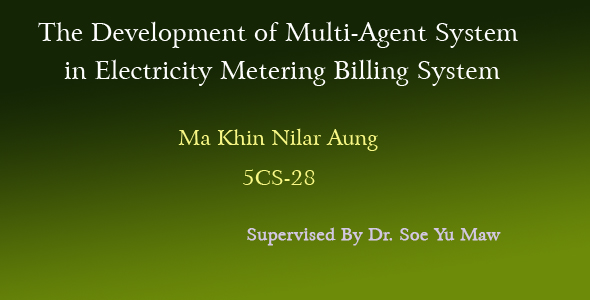 The Development of Multi-Agent System
in Electricity Metering Billing System
Ma Khin Nilar Aung
5CS-28
Supervised By Dr. Soe Yu Maw